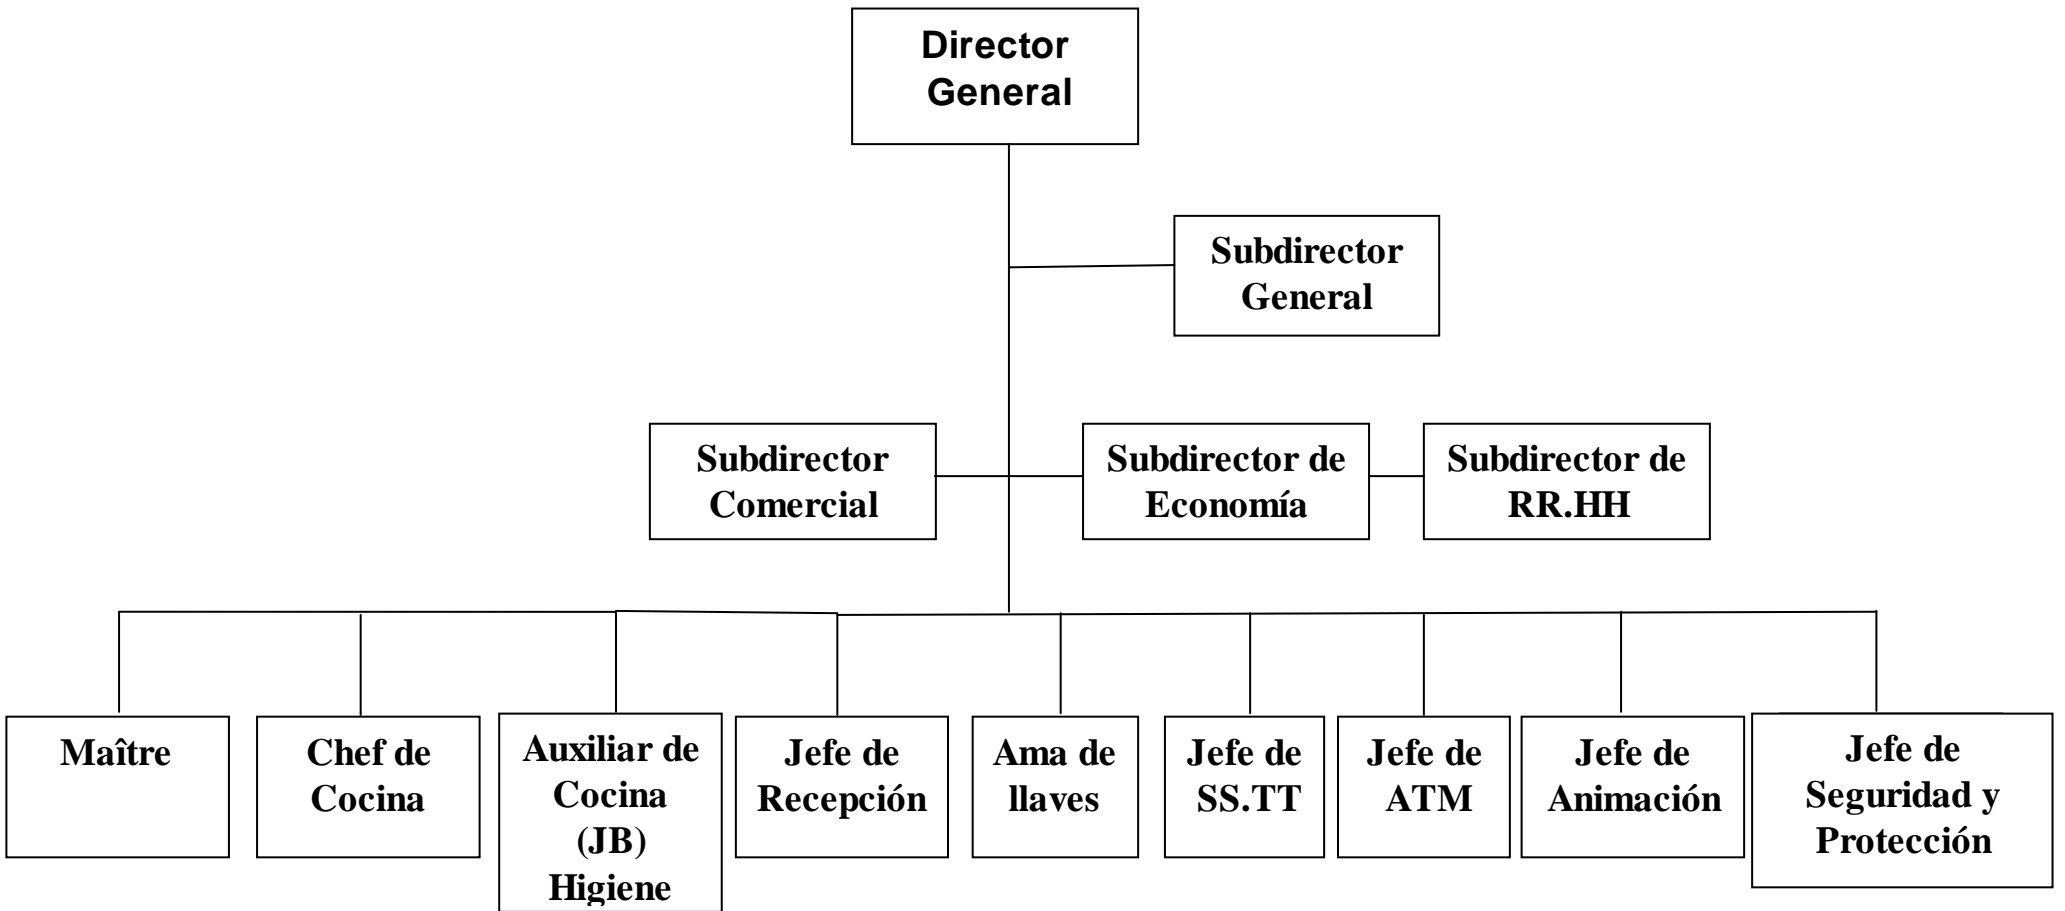 Director
General
Subdirector
General
Subdirector
Comercial
Subdirector de
Economía
Subdirector de
RR.HH
Maître
Chef de
Cocina
Auxiliar de
Cocina
(JB)
Higiene
Jefe de
Recepción
Ama de
llaves
Jefe de
SS.TT
Jefe de
ATM
Jefe de
Animación
Jefe de
Seguridad y
Protección